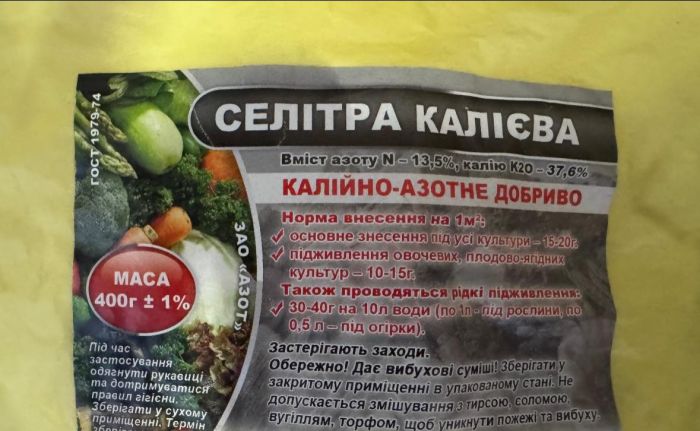 ГОСТ 1979-74
СЕЛІТРА КАЛІЄВА
Вміст азоту N – 13,5%, калію К2О – 37,6%
КАЛІЙНО-АЗОТНЕ ДОБРИВО
Норма внесення на 1м²:
основне знесення під усі культури – 15-20г,
підживлення овочевих, плодово-ягідних
культур – 10-15г,
Також проводяться рідкі підживлення:
30-40г на 10л води (по 1л - під рослини, по
0,5 л – під огірки).
ЗАО "АЗОТ"
МАСА
400г ± 1%
Застерігають заходи.
Обережно! Дає вибухові суміші! Зберігати у
закритому приміщенні в упакованому стані. Не
допускається змішування з тирсою, соломою,
вугіллям, торфом, щоб уникнути пожежі та вибуху.
Під час
застосування
одягнути рукавиці
та дотримуватися
правил гігієни.
Зберігати у сухому
приміщенні. Термін